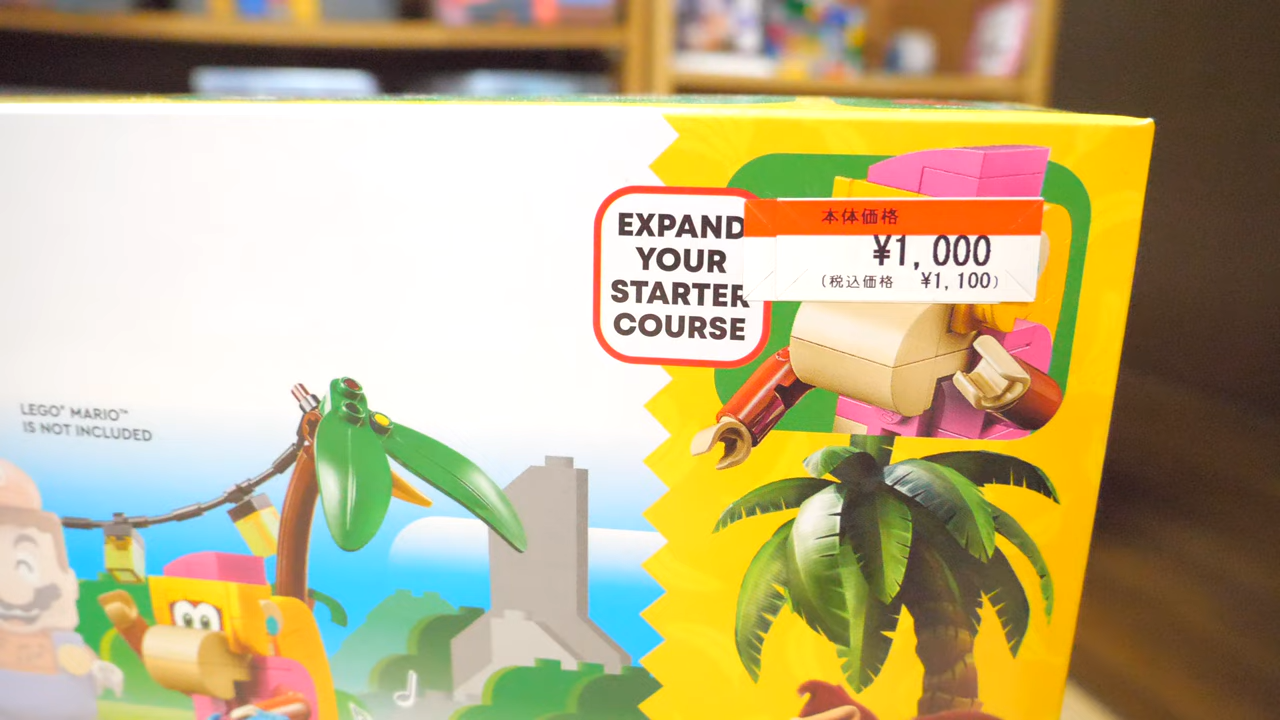 EXPAND
YOUR
STARTER
COURSE
本体価格
¥1,000
(税込価格 ¥1,100)
LEGO® MARIO™
IS NOT INCLUDED